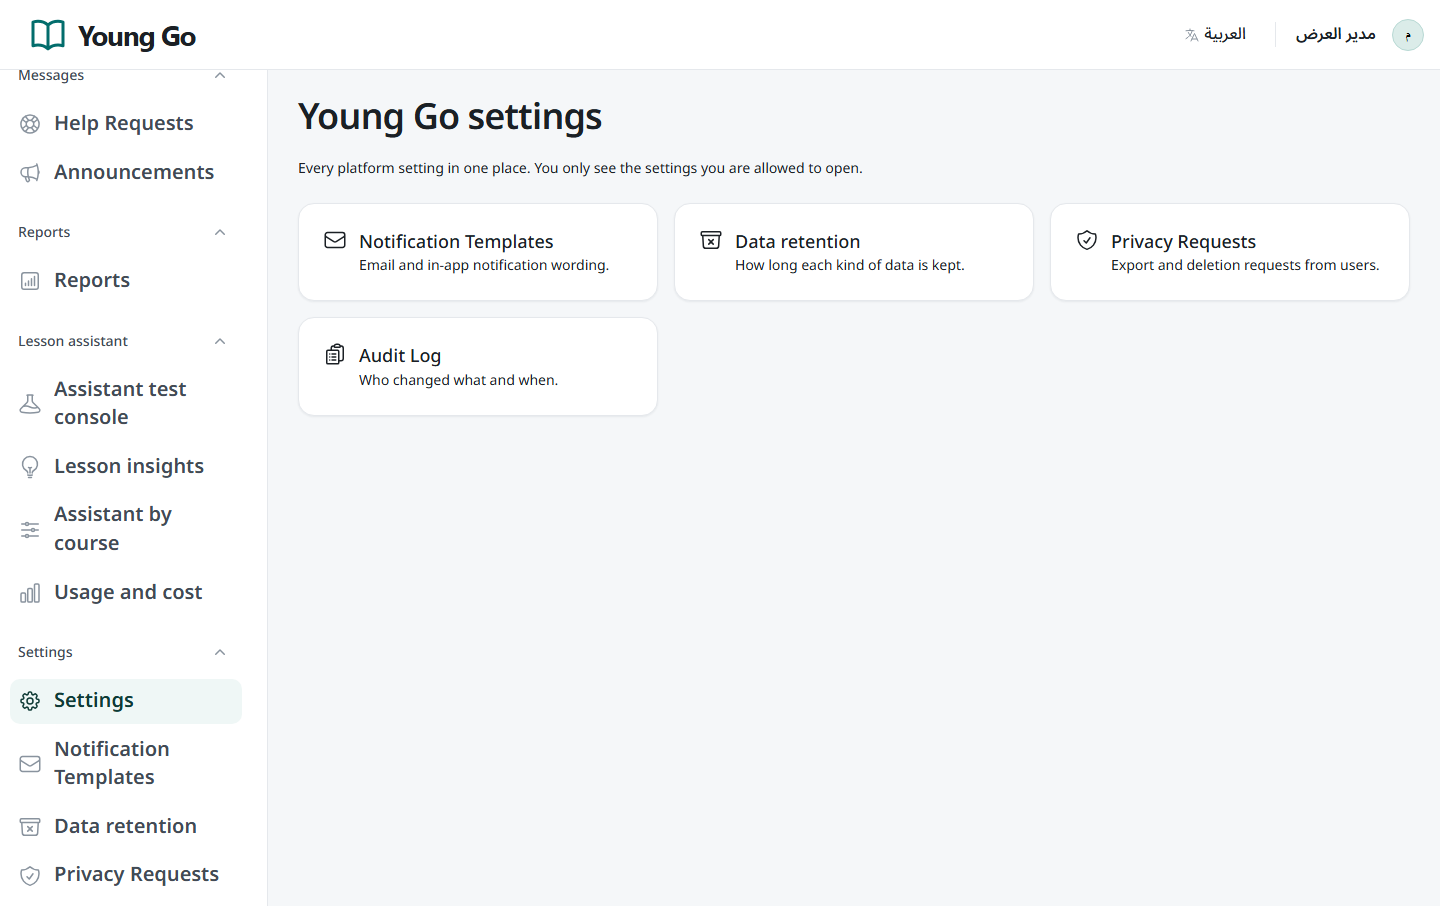 Young Go
العربية
مدير العرض
م
Messages
Help Requests
Announcements
Reports
Reports
Lesson assistant
Assistant test
console
Lesson insights
Assistant by
course
Usage and cost
Settings
Settings
Notification
Templates
Data retention
Privacy Requests
Young Go settings
Every platform setting in one place. You only see the settings you are allowed to open.
Notification Templates
Email and in-app notification wording.
Data retention
How long each kind of data is kept.
Privacy Requests
Export and deletion requests from users.
Audit Log
Who changed what and when.